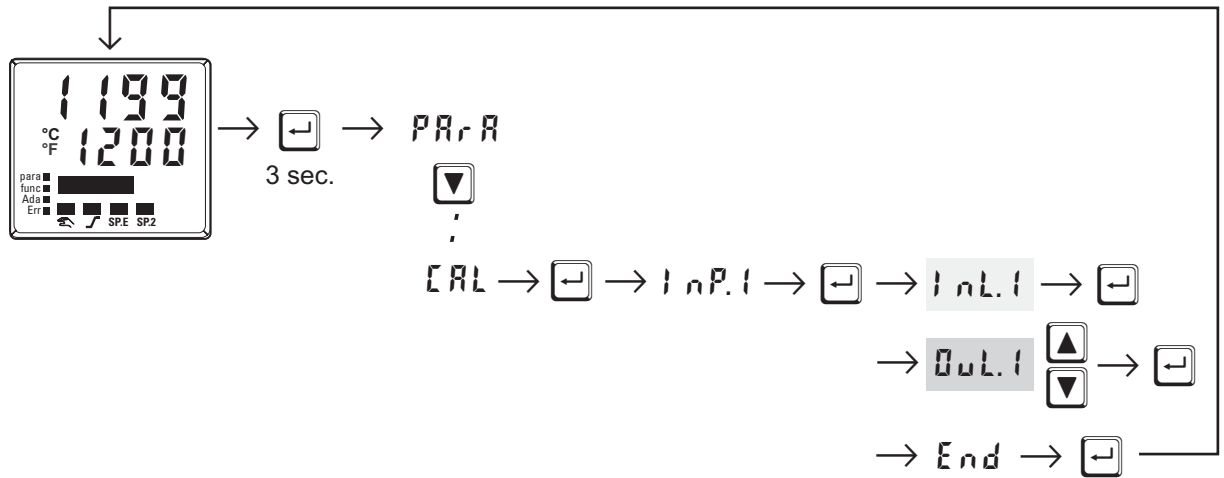 1199
°C
°F
1200
para
func
Ada
Err
SP.E SP.2
3 sec.
PArA
CAL
InP.1
InL.1
OuL.1
End